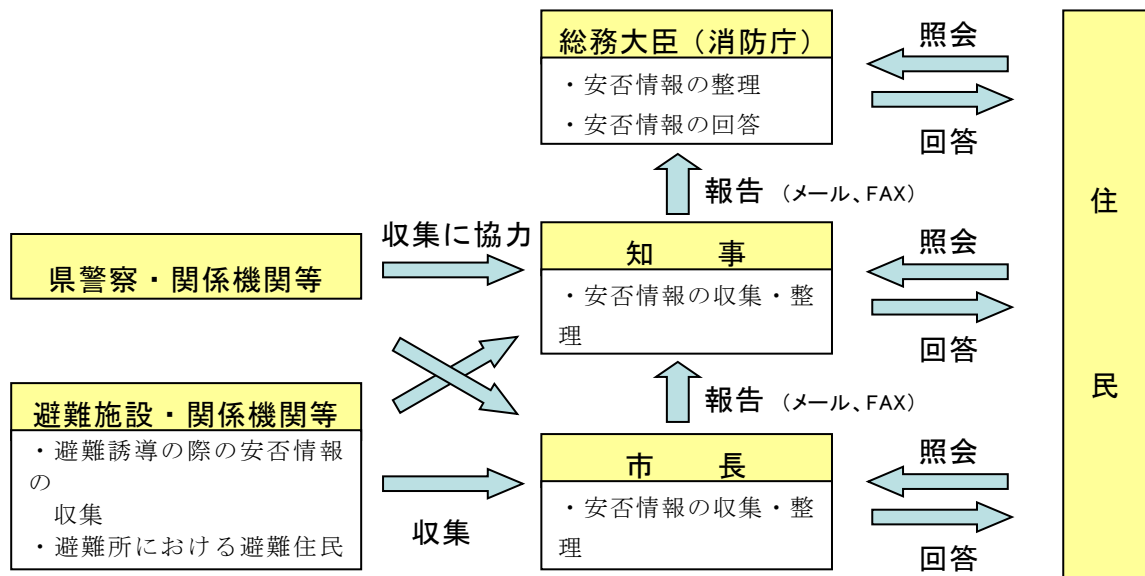 総務大臣（消防庁）
・安否情報の整理
・安否情報の回答
照会
回答
報告（メール、FAX）
収集に協力
県警察・関係機関等
知　事
・安否情報の収集・整
理
照会
回答
報告（メール、FAX）
避難施設・関係機関等
・避難誘導の際の安否情報
の
収集
・避難所における避難住民
収集
市　長
・安否情報の収集・整
理
照会
回答
住
民